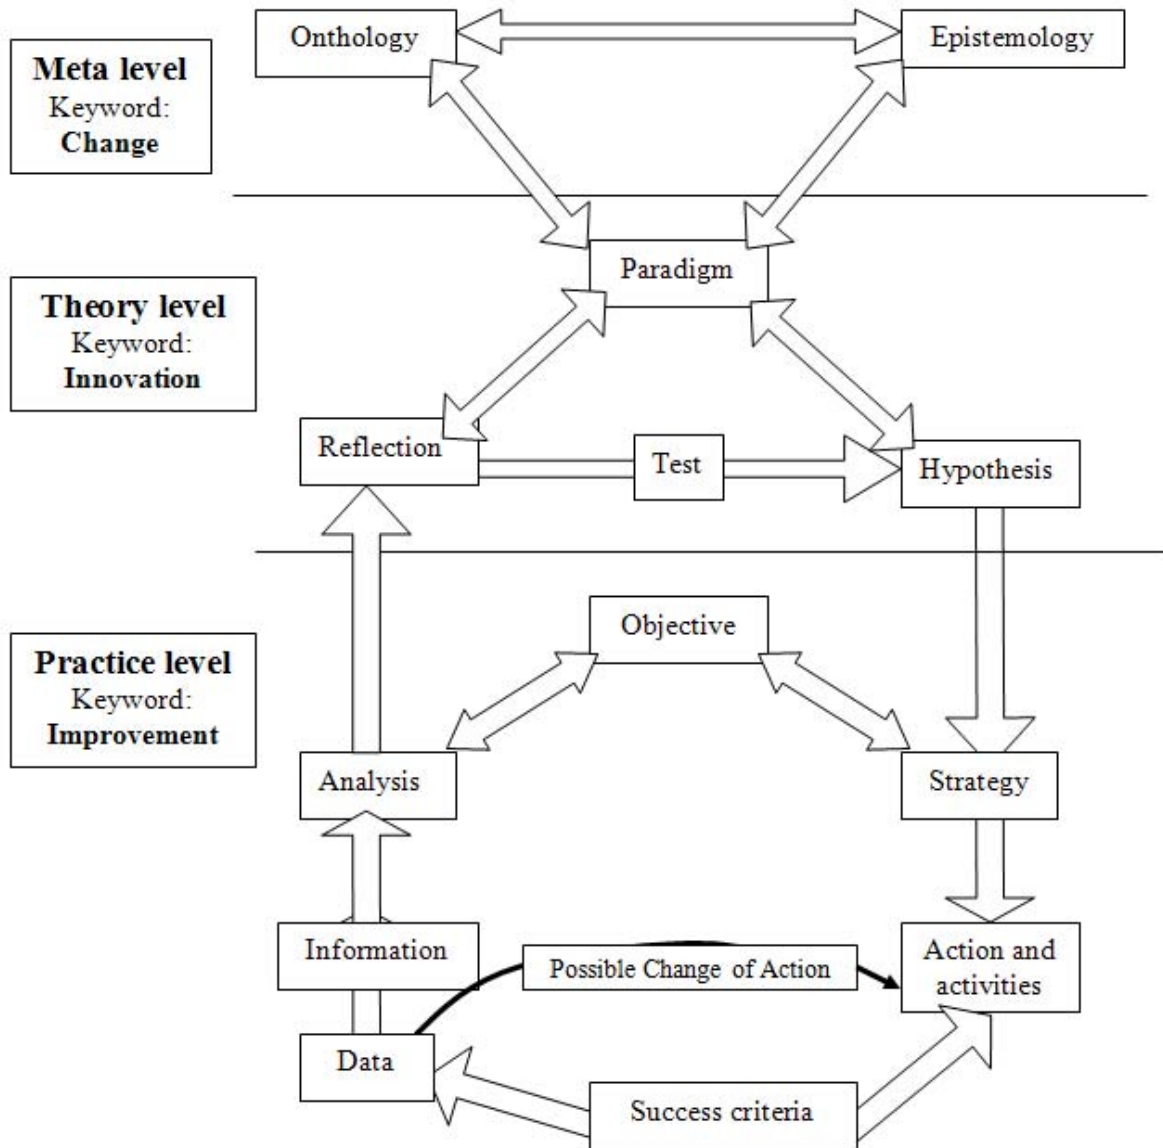 Onthology
Epistemology
Meta level
Keyword:
Change
Paradigm
Theory level
Keyword:
Innovation
Reflection
Test
Hypothesis
Objective
Practice level
Keyword:
Improvement
Analysis
Strategy
Information
Possible Change of Action
Action and
activities
Data
Success criteria